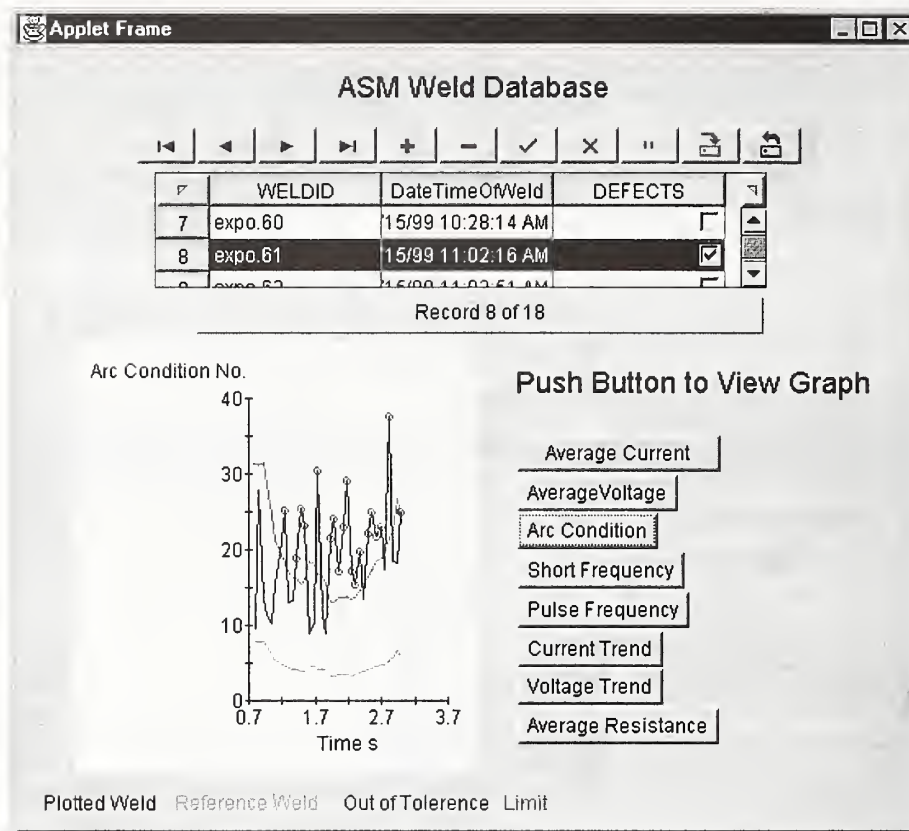 Applet Frame
ASM Weld Database
WELDID DateTimeOfWeld DEFECTS
7 expo.60 '15/99 10:28:14 AM
8 expo.61 '15/99 11:02:16 AM
Record 8 of 18
Arc Condition No.
Push Button to View Graph
40
30
20
10
0
0.7 1.7 2.7 3.7
Time s
Average Current
AverageVoltage
Arc Condition
Short Frequency
Pulse Frequency
Current Trend
Voltage Trend
Average Resistance
Plotted Weld Reference Weld Out of Tolerence Limit